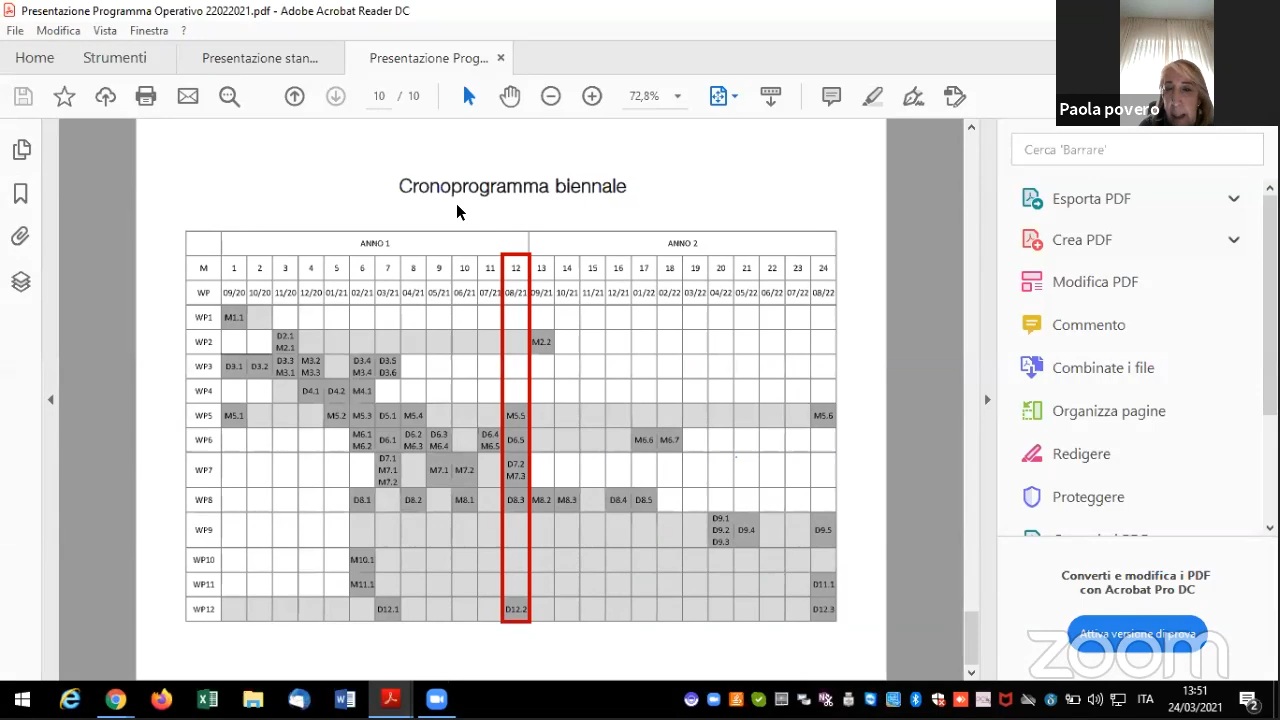 Presentazione Programma Operativo 22022021.pdf - Adobe Acrobat Reader DC
File Modifica Vista Finestra ?
Home Strumenti Presentazione stan... Presentazione Prog... ×
10 / 10 72,8%
Paola povero
Cerca 'Barrare'
Esporta PDF
Crea PDF
Modifica PDF
Commento
Combinate i file
Organizza pagine
Redigere
Proteggere
Converti e modifica i PDF
con Acrobat Pro DC
Attiva versione di prova
zoom
Cronoprogramma biennale
ANNO 1 ANNO 2
M 1 2 3 4 5 6 7 8 9 10 11 12 13 14 15 16 17 18 19 20 21 22 23 24
WP 09/20 10/20 11/20 12/20 01/21 02/21 03/21 04/21 05/21 06/21 07/21 08/21 09/21 10/21 11/21 12/21 01/22 02/22 03/22 04/22 05/22 06/22 07/22 08/22
WP1 M1.1
WP2 D2.1 M2.1 M2.2
WP3 D3.1 D3.2 D3.3 M3.1 M3.2 M3.3 D3.4 M3.4 D3.5 D3.6
WP4 D4.1 D4.2 M4.1
WP5 M5.1 M5.2 M5.3 D5.1 M5.4 M5.5 M5.6
WP6 M6.1 M6.2 D6.1 D6.2 M6.3 D6.3 M6.4 D6.4 M6.5 D6.5 M6.6 M6.7
WP7 D7.1 M7.1 M7.2 M7.1 M7.2 D7.2 M7.3
WP8 D8.1 D8.2 M8.1 D8.3 M8.2 M8.3 D8.4 D8.5
WP9 D9.1 D9.2 D9.3 D9.4 D9.5
WP10 M10.1
WP11 M11.1 D11.1
WP12 D12.1 D12.2 D12.3
ITA
13:51
24/03/2021
2